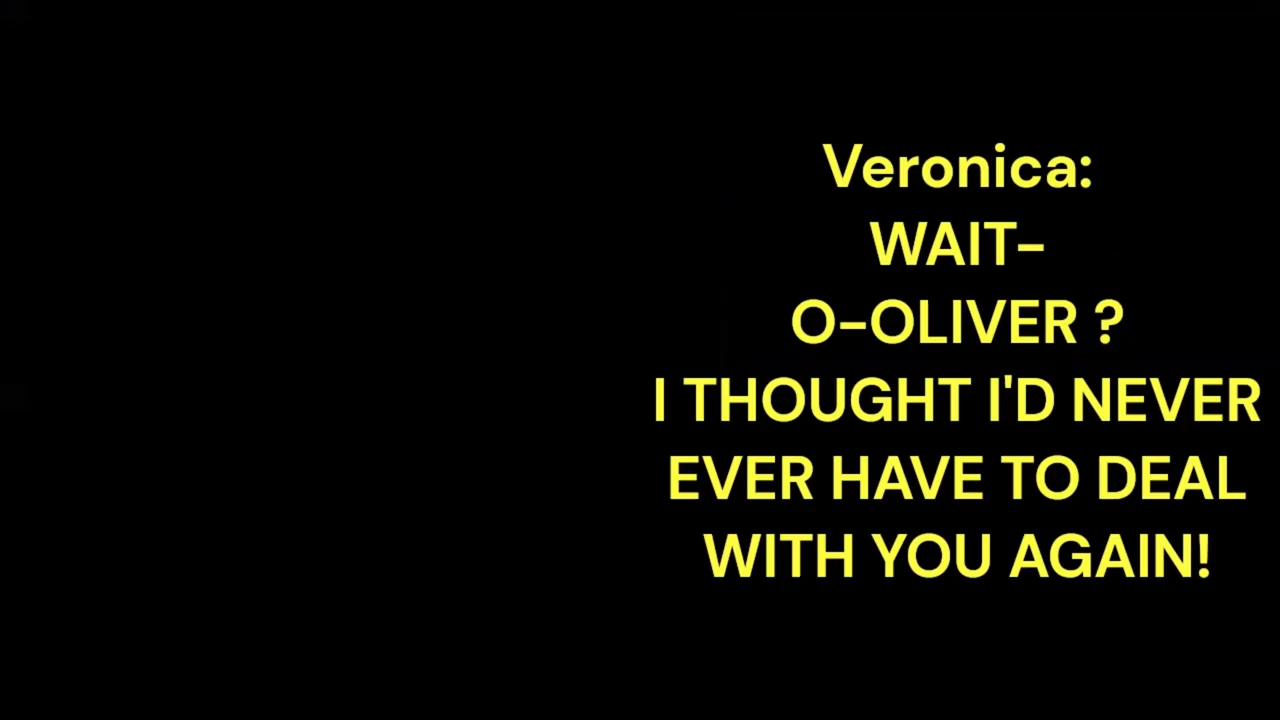 Veronica:
WAIT-
O-OLIVER ?
I THOUGHT I'D NEVER
EVER HAVE TO DEAL
WITH YOU AGAIN!